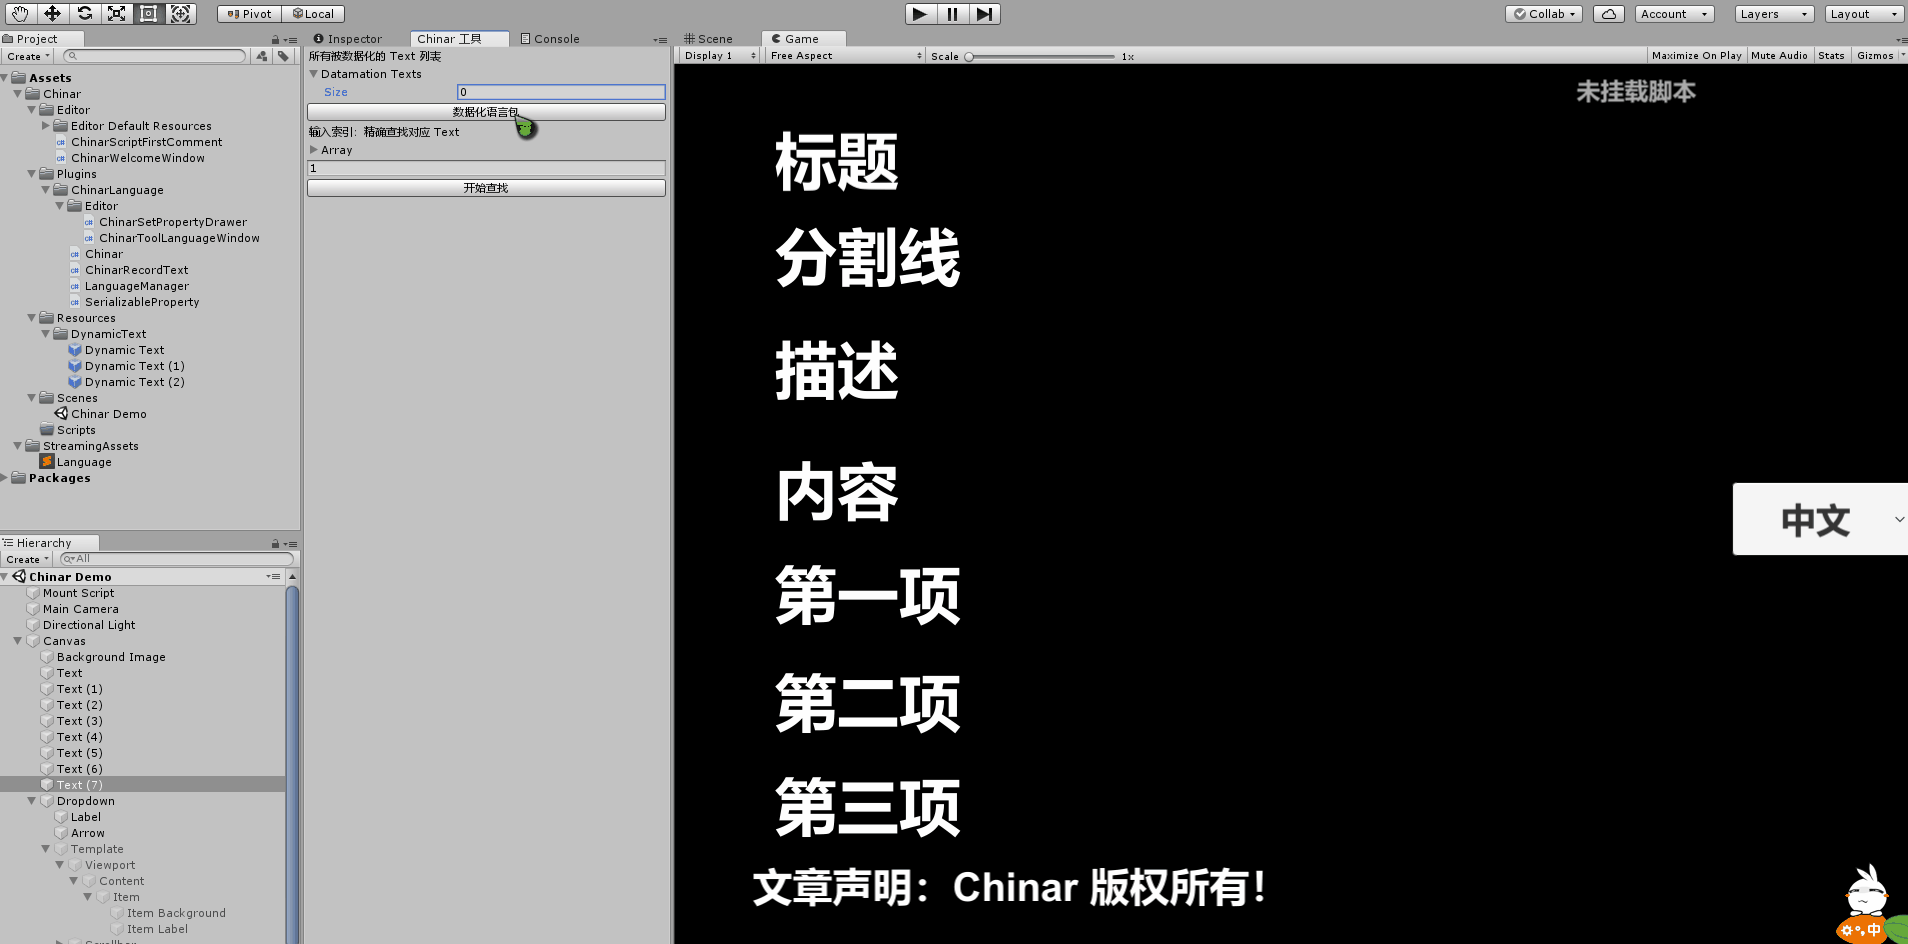 Pivot
Local
Collab
Account
Layers
Layout
Project
Create
Assets
Chinar
Editor
Editor Default Resources
ChinarScriptFirstComment
ChinarWelcomeWindow
Plugins
ChinarLanguage
Editor
ChinarSetPropertyDrawer
ChinarToolLanguageWindow
Chinar
ChinarRecordText
LanguageManager
SerializableProperty
Resources
DynamicText
Dynamic Text
Dynamic Text (1)
Dynamic Text (2)
Scenes
Chinar Demo
Scripts
StreamingAssets
Language
Packages
Hierarchy
Create
All
Chinar Demo
Mount Script
Main Camera
Directional Light
Canvas
Background Image
Text
Text (1)
Text (2)
Text (3)
Text (4)
Text (5)
Text (6)
Text (7)
Dropdown
Label
Arrow
Template
Viewport
Content
Item
Item Background
Item Label
Inspector
Chinar 工具
Console
所有被数据化的 Text 列表
Datamation Texts
Size
0
数据化语言包
输入索引：精确查找对应 Text
Array
1
开始查找
Scene
Game
Display 1
Free Aspect
Scale
1x
Maximize On Play
Mute Audio
Stats
Gizmos
未挂载脚本
标题
分割线
描述
内容
中文
第一项
第二项
第三项
文章声明：Chinar 版权所有！
中